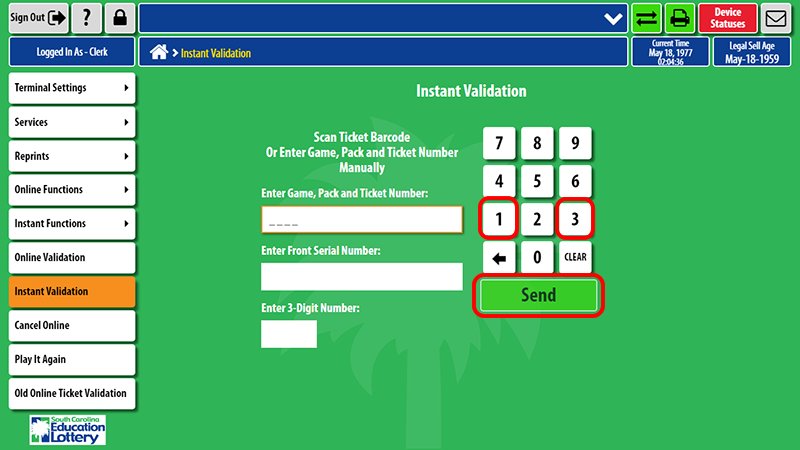 Sign Out
?
Device
Statuses
Logged In As - Clerk
> Instant Validation
Current Time
May 18, 1977
02:04:36
Legal Sell Age
May-18-1959
Terminal Settings
Services
Reprints
Online Functions
Instant Functions
Online Validation
Instant Validation
Cancel Online
Play It Again
Old Online Ticket Validation
South Carolina
Education
Lottery
Instant Validation
Scan Ticket Barcode
Or Enter Game, Pack and Ticket Number
Manually
Enter Game, Pack and Ticket Number:
_ _ _ _
Enter Front Serial Number:
Enter 3-Digit Number:
7 8 9
4 5 6
1 2 3
0 CLEAR
Send